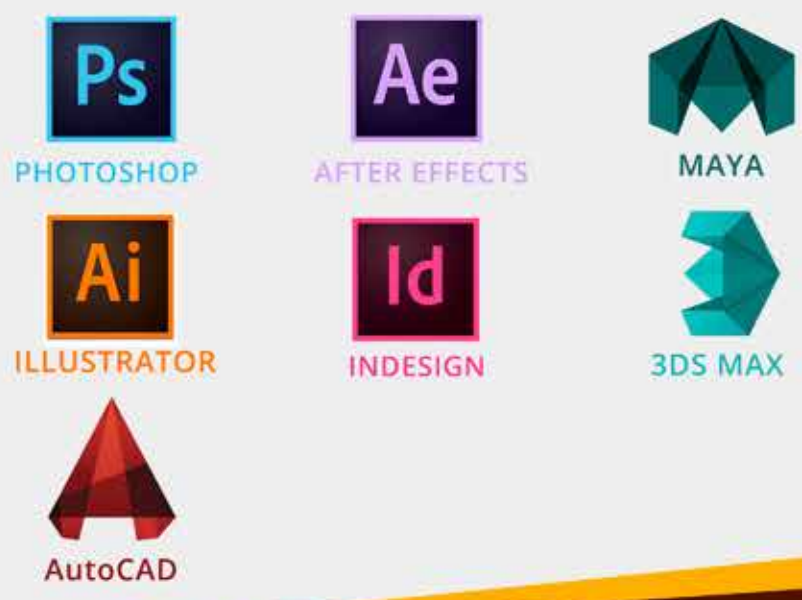 Ps
Ae
PHOTOSHOP
AFTER EFFECTS
MAYA
Ai
Id
ILLUSTRATOR
INDESIGN
3DS MAX
AutoCAD